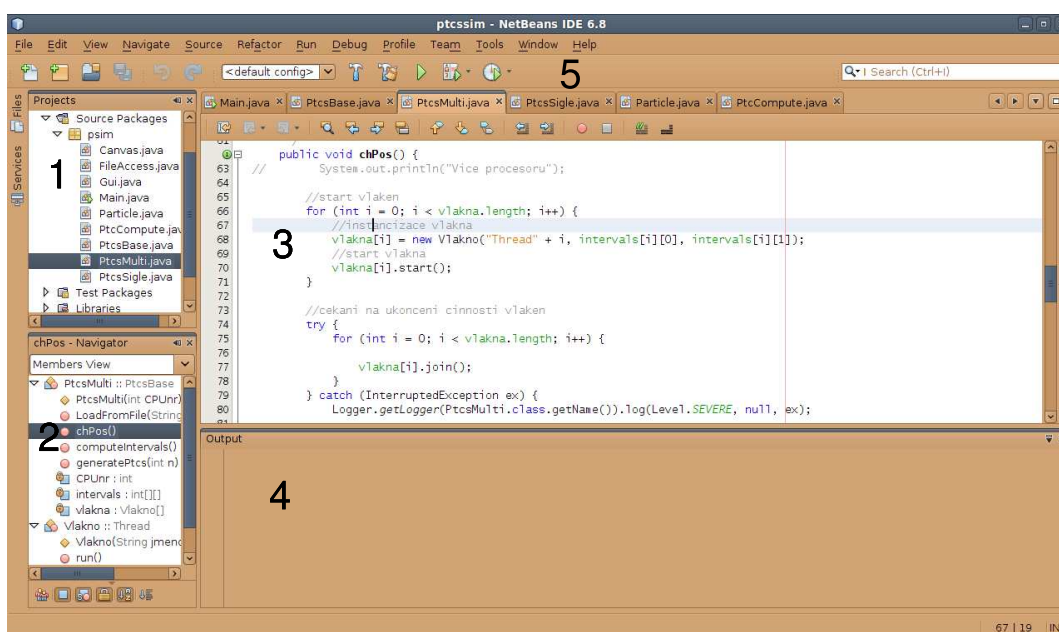 ptcssim - NetBeans IDE 6.8
File Edit View Navigate Source Refactor Run Debug Profile Team Tools Window Help
<default config>
5
Search (Ctrl+I)
Files
Services
Projects
Source Packages
psim
Canvas.java
FileAccess.java
Gui.java
Main.java
Particle.java
PtcCompute.jav
PtcsBase.java
PtcsMulti.java
PtcsSigle.java
Test Packages
Libraries
1
chPos - Navigator
Members View
PtcsMulti :: PtcsBase
PtcsMulti(int CPUnr)
LoadFromFile(String
chPos()
computeIntervals()
generatePtcs(int n)
CPUnr : int
intervals : int[][]
vlakna : Vlakno[]
Vlakno :: Thread
Vlakno(String jmeno
run()
2
Main.java PtcsBase.java PtcsMulti.java PtcsSigle.java Particle.java PtcCompute.java
61
public void chPos() {
63 // System.out.println("Vice procesoru");
64
65 //start vlaken
66 for (int i = 0; i < vlakna.length; i++) {
67 //instancizace vlakna
68 vlakna[i] = new Vlakno("Thread" + i, intervals[i][0], intervals[i][1]);
69 //start vlakna
70 vlakna[i].start();
71 }
72
73 //cekani na ukonceni cinnosti vlaken
74 try {
75 for (int i = 0; i < vlakna.length; i++) {
76
77 vlakna[i].join();
78 }
79 } catch (InterruptedException ex) {
80 Logger.getLogger(PtcsMulti.class.getName()).log(Level.SEVERE, null, ex);
81
3
Output
4
67 | 19 IN